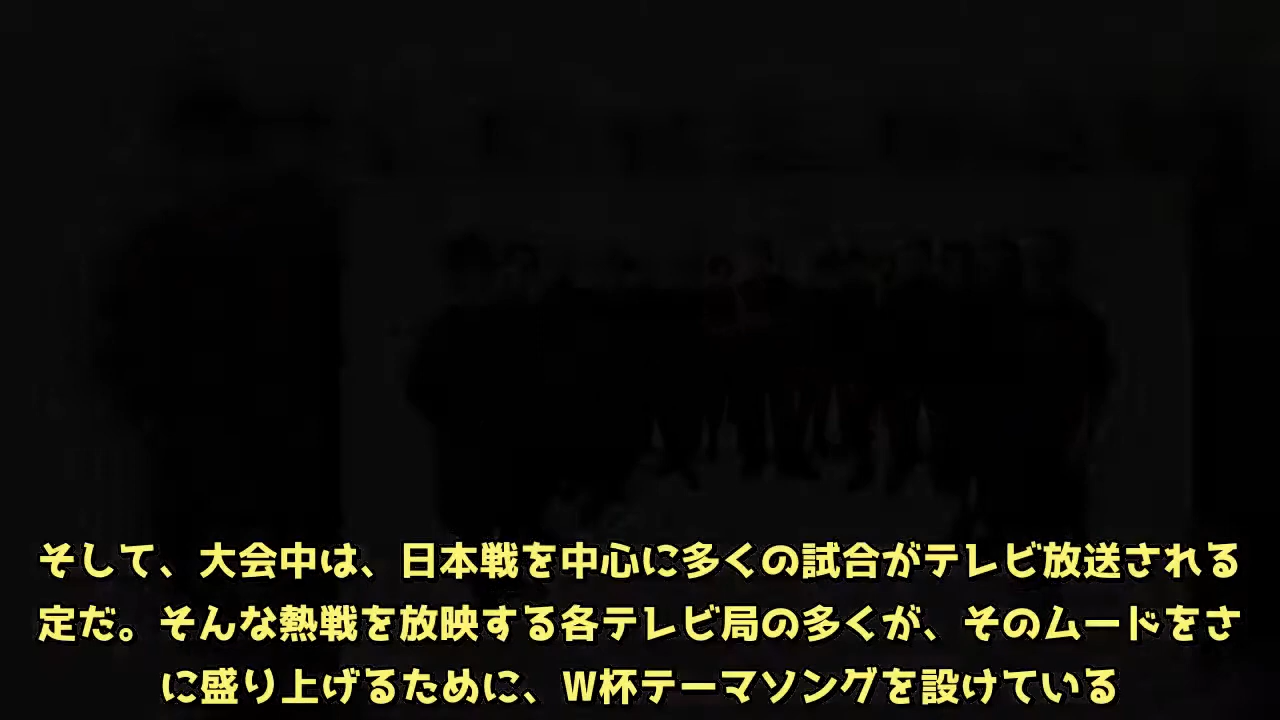 そして、大会中は、日本戦を中心に多くの試合がテレビ放送される
定だ。そんな熱戦を放映する各テレビ局の多くが、そのムードをさ
に盛り上げるために、W杯テーマソングを設けている